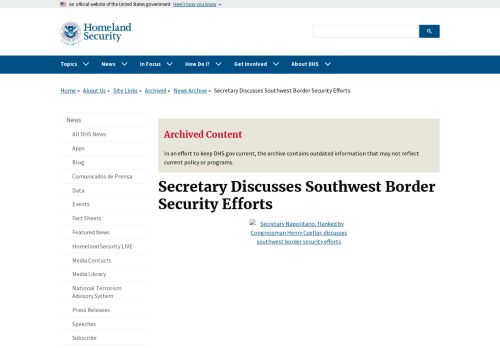 An official website of the United States government Here's how you know
Homeland
Security
Topics News In Focus How Do I? Get Involved About DHS
Home » About Us » Site Links » Archived » News Archive » Secretary Discusses Southwest Border Security Efforts
News
All DHS News
Apps
Blog
Comunicados de Prensa
Data
Events
Fact Sheets
Featured News
Homeland Security LIVE
Media Contacts
Media Library
National Terrorism
Advisory System
Press Releases
Speeches
Subscribe
Archived Content
In an effort to keep DHS.gov current, the archive contains outdated information that may not reflect
current policy or programs.
Secretary Discusses Southwest Border
Security Efforts
Secretary Napolitano, flanked by
Congressman Henry Cuellar, discusses
southwest border security efforts